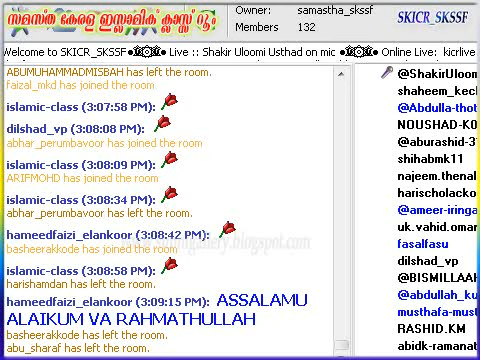 സമസ്ത കേരള ഇസ്ലാമിക് ക്ലാസ്സ് റൂം
Owner: samastha_skssf
Members 132
SKICR_SKSSF
Welcome to SKICR_SKSSF Live :: Shakir Uloomi Usthad on mic Online Live: kicrlive
ABUMUHAMMADMISBAH has left the room.
faizal_mkd has joined the room
islamic-class (3:07:58 PM):
dilshad_vp (3:08:08 PM):
abhar_perumbavoor has joined the room
islamic-class (3:08:09 PM):
ARIFMOHD has joined the room
islamic-class (3:08:34 PM):
abhar_perumbavoor has left the room.
hameedfaizi_elankoor (3:08:42 PM):
basheerakkode has joined the room
islamic-class (3:08:58 PM):
harishamdan has left the room.
hameedfaizi_elankoor (3:09:15 PM): ASSALAMU
ALAIKUM VA RAHMATHULLAH
basheerakkode has left the room.
abu_sharaf has left the room.
@ShakirUloom
shaheem_kecl
@Abdulla-thot
NOUSHAD-KO
@aburashid-37
shihabmk11
najeem.thenal
harischolacko
@ameer-iringa
uk.vahid.omar
fasalfasu
dilshad_vp
@BISMILLAAH
@abdullah_ku
musthafa-must
RASHID.KM
abidk-ramanat